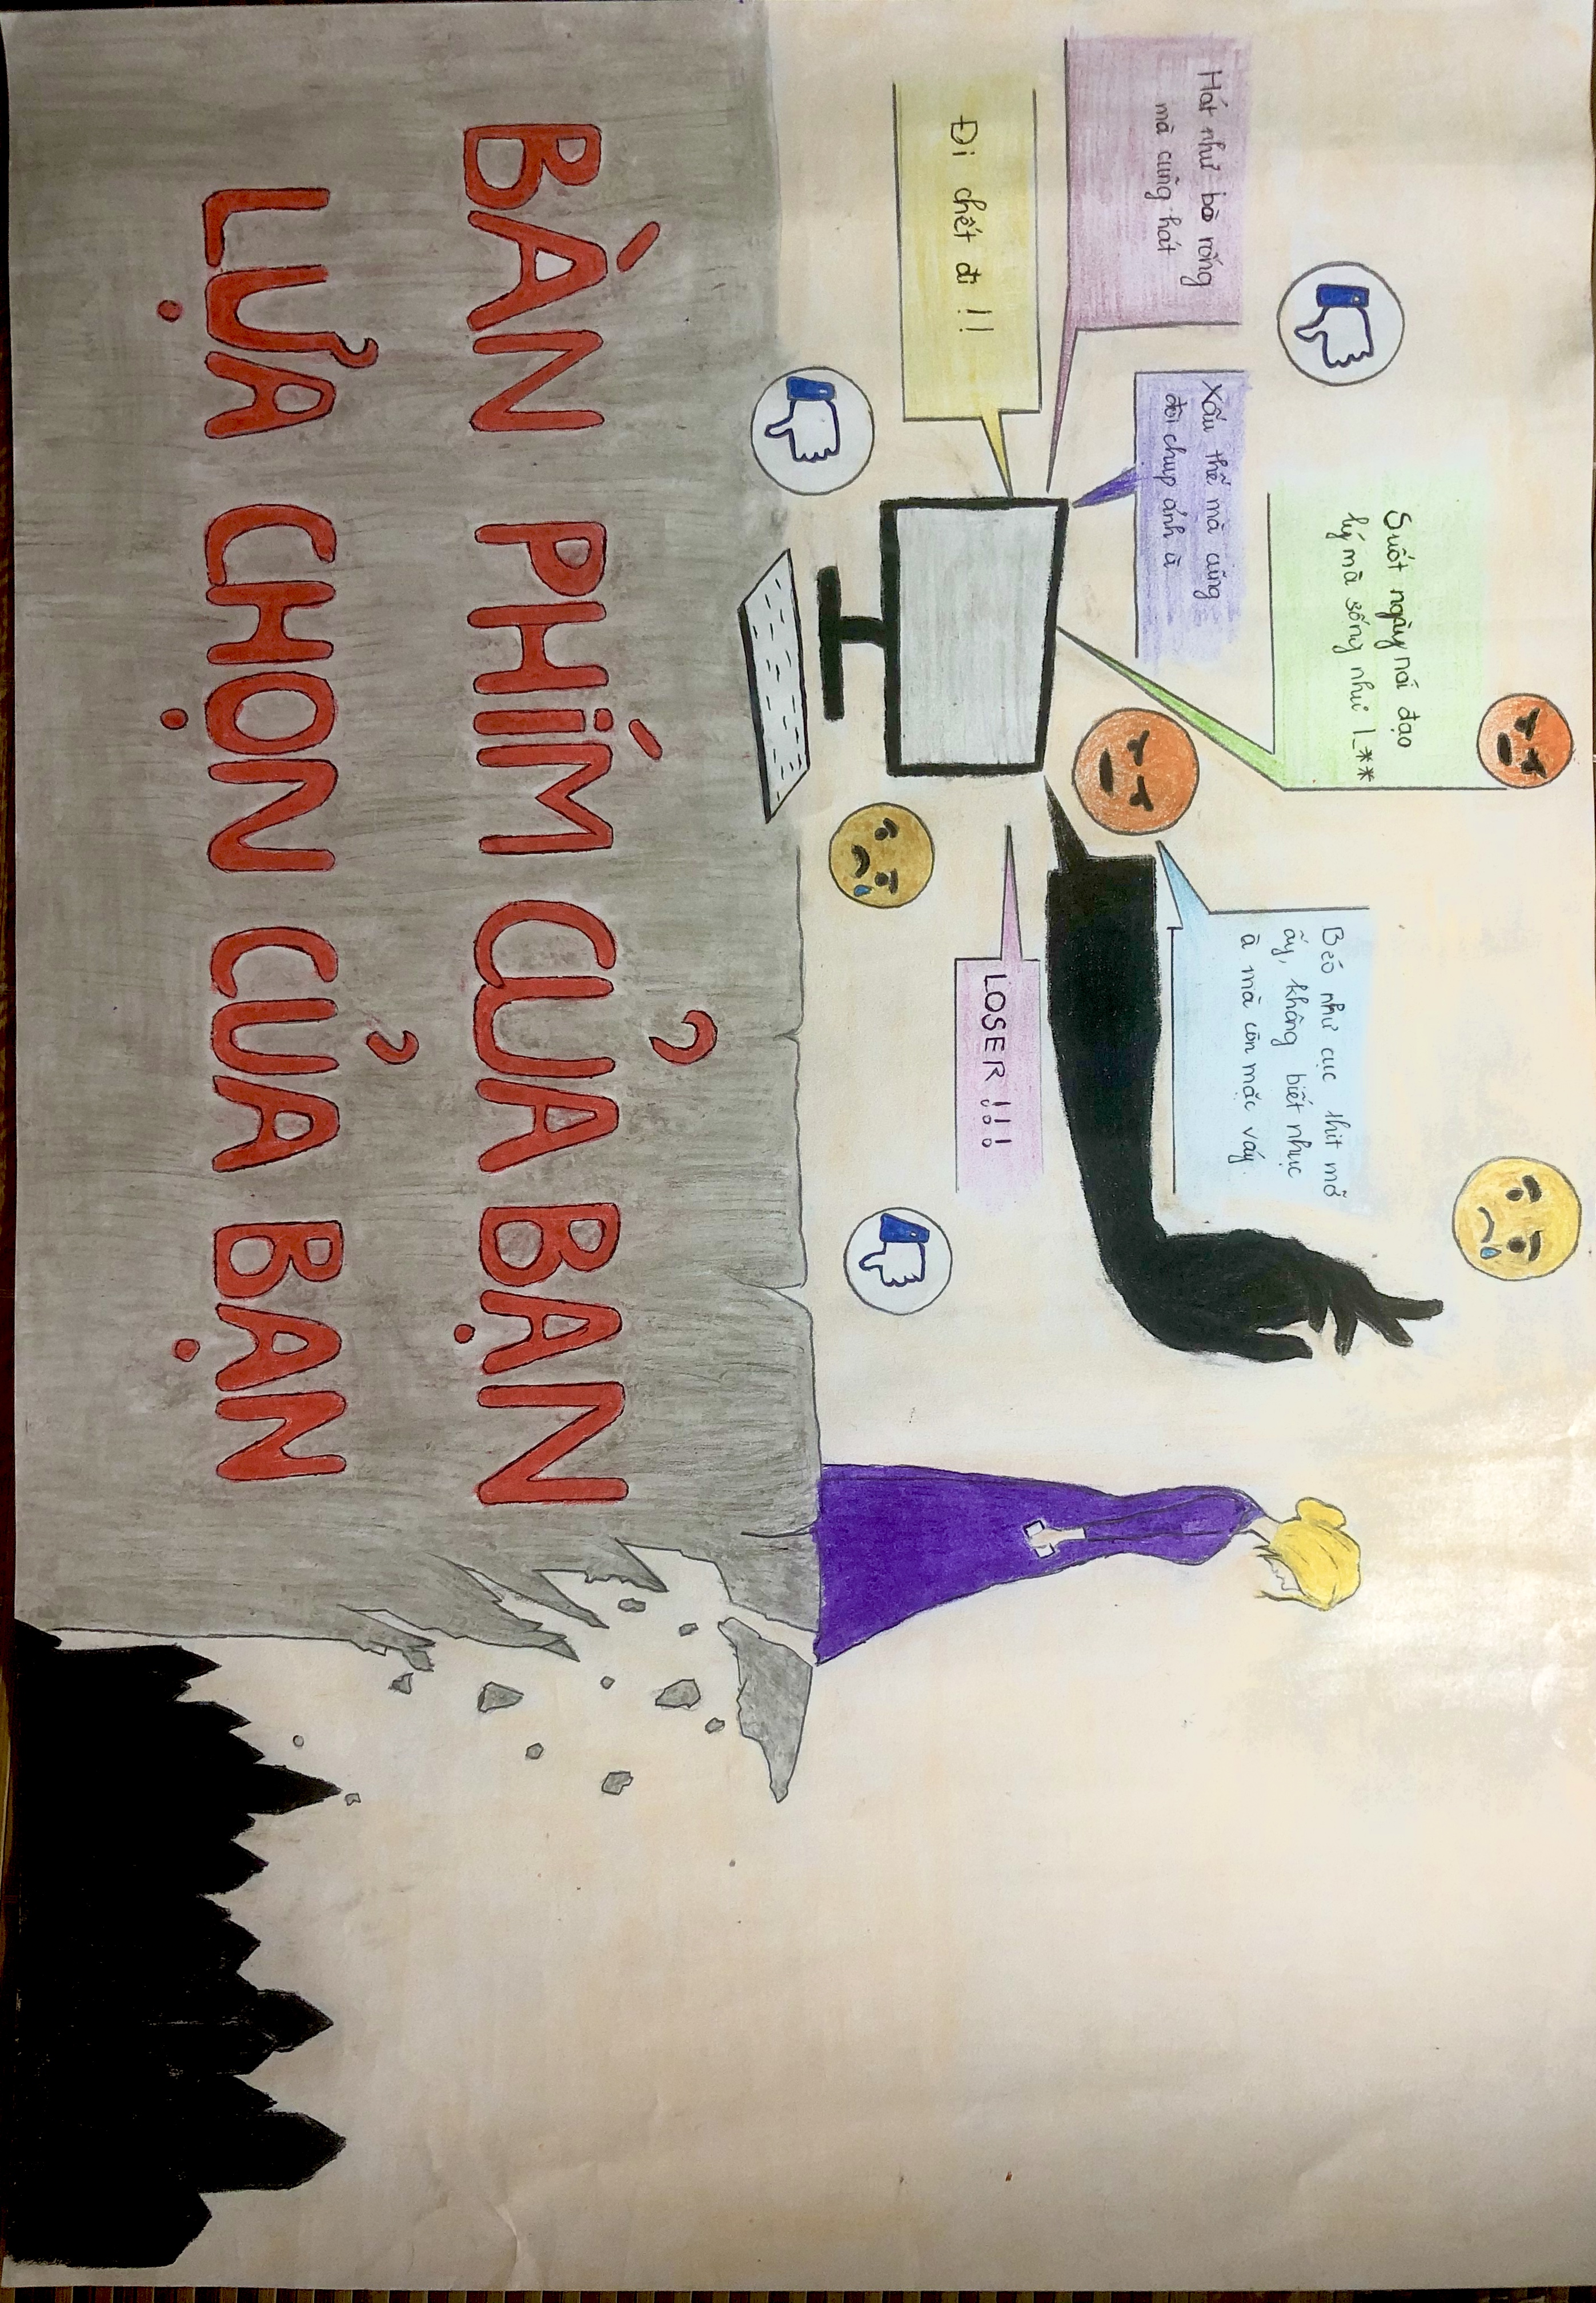 Suốt ngày nói đạo
lý mà sống như l_**
Hát như bò rống
mà cũng hát
Xấu thế mà cũng
đòi chụp ảnh à
Béo như cục thịt mỡ
ấy, không biết nhục
à mà còn mặc váy
Đi chết đi !!
LOSER !!!
BÀN PHÍM CỦA BẠN
LỰA CHỌN CỦA BẠN